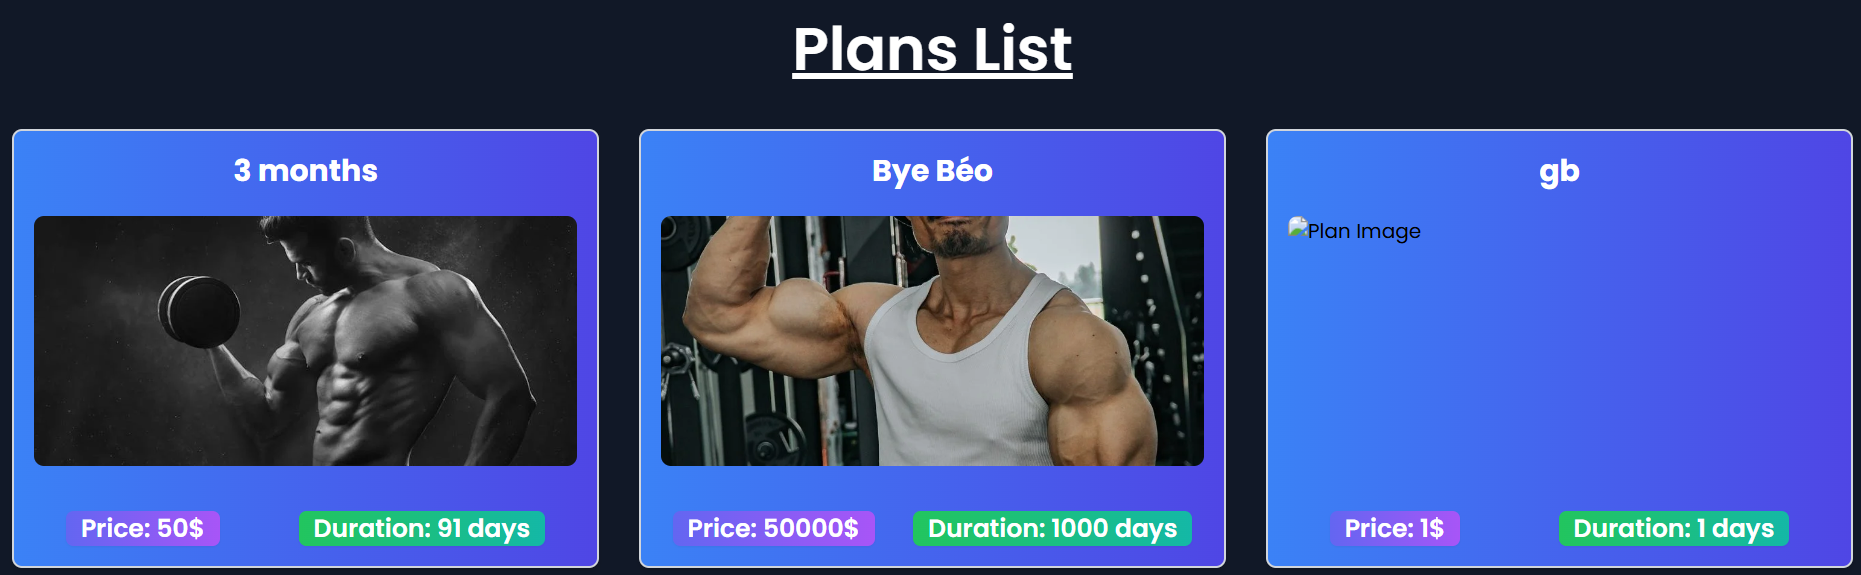 Plans List
3 months
Price: 50$
Duration: 91 days
Bye Béo
Price: 50000$
Duration: 1000 days
gb
Plan Image
Price: 1$
Duration: 1 days